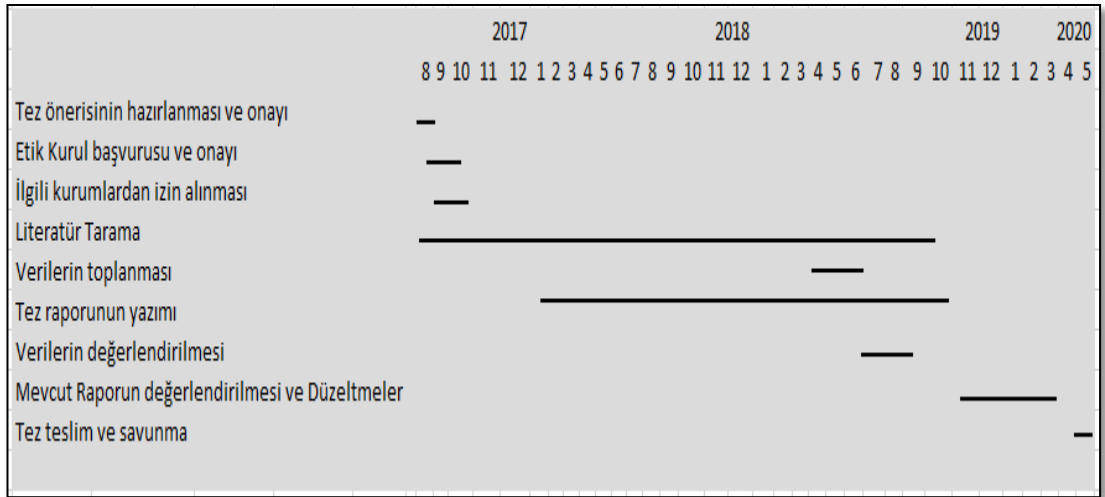 2017 2018 2019 2020
8 9 10 11 12 1 2 3 4 5 6 7 8 9 10 11 12 1 2 3 4 5 6 7 8 9 10 11 12 1 2 3 4 5
Tez önerisinin hazırlanması ve onayı
Etik Kurul başvurusu ve onayı
İlgili kurumlardan izin alınması
Literatür Tarama
Verilerin toplanması
Tez raporunun yazımı
Verilerin değerlendirilmesi
Mevcut Raporun değerlendirilmesi ve Düzeltmeler
Tez teslim ve savunma